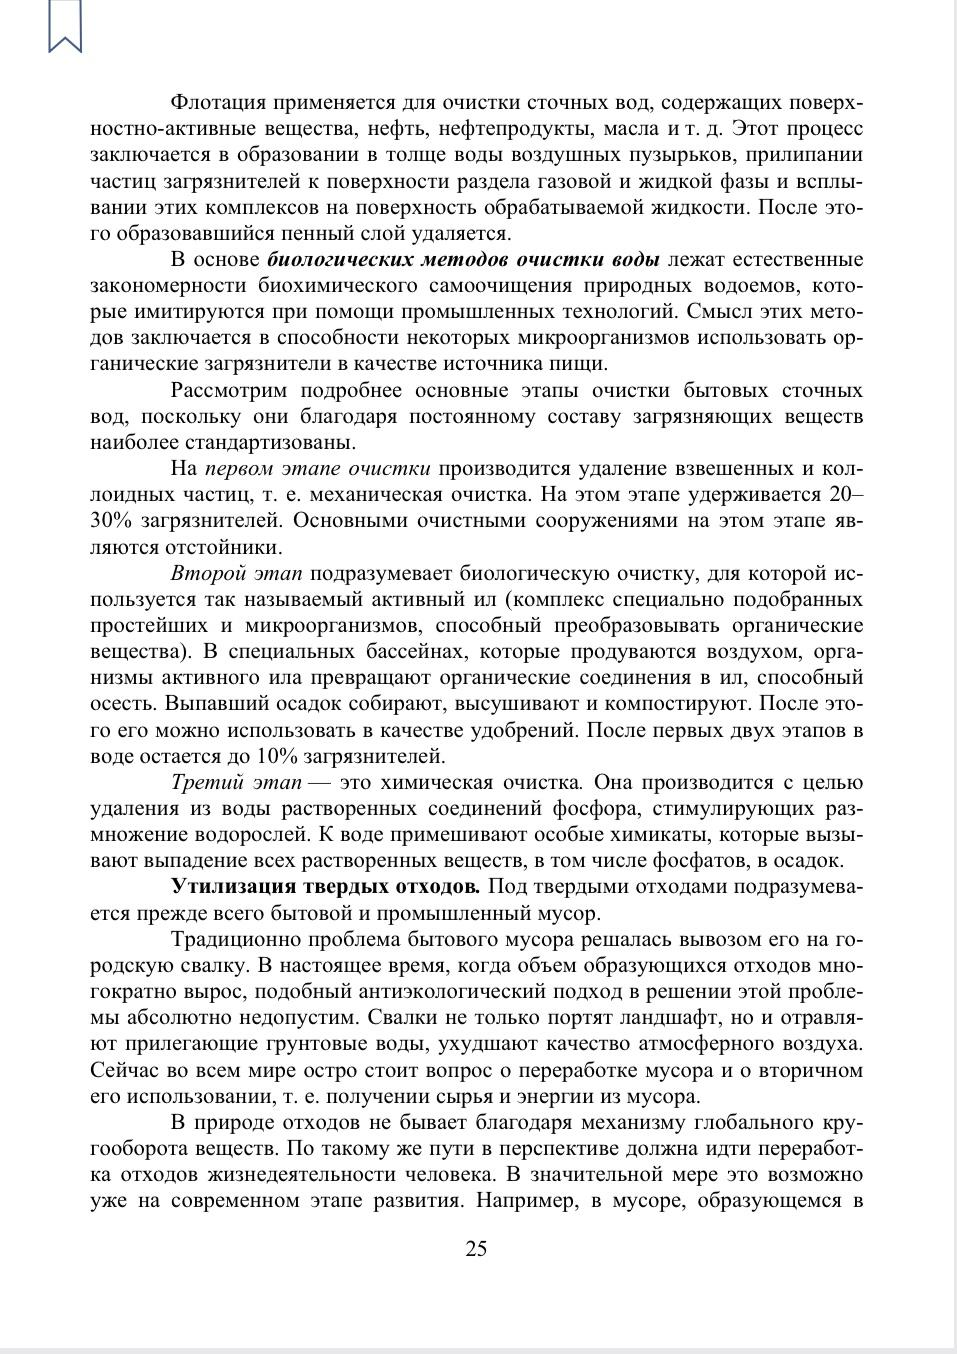 Флотация применяется для очистки сточных вод, содержащих поверх-
ностно-активные вещества, нефть, нефтепродукты, масла и т. д. Этот процесс
заключается в образовании в толще воды воздушных пузырьков, прилипании
частиц загрязнителей к поверхности раздела газовой и жидкой фазы и всплы-
вании этих комплексов на поверхность обрабатываемой жидкости. После это-
го образовавшийся пенный слой удаляется.
В основе биологических методов очистки воды лежат естественные
закономерности биохимического самоочищения природных водоемов, кото-
рые имитируются при помощи промышленных технологий. Смысл этих мето-
дов заключается в способности некоторых микроорганизмов использовать ор-
ганические загрязнители в качестве источника пищи.
Рассмотрим подробнее основные этапы очистки бытовых сточных
вод, поскольку они благодаря постоянному составу загрязняющих веществ
наиболее стандартизованы.
На первом этапе очистки производится удаление взвешенных и кол-
лоидных частиц, т. е. механическая очистка. На этом этапе удерживается 20–
30% загрязнителей. Основными очистными сооружениями на этом этапе яв-
ляются отстойники.
Второй этап подразумевает биологическую очистку, для которой ис-
пользуется так называемый активный ил (комплекс специально подобранных
простейших и микроорганизмов, способный преобразовывать органические
вещества). В специальных бассейнах, которые продуваются воздухом, орга-
низмы активного ила превращают органические соединения в ил, способный
осесть. Выпавший осадок собирают, высушивают и компостируют. После это-
го его можно использовать в качестве удобрений. После первых двух этапов в
воде остается до 10% загрязнителей.
Третий этап — это химическая очистка. Она производится с целью
удаления из воды растворенных соединений фосфора, стимулирующих раз-
множение водорослей. К воде примешивают особые химикаты, которые вызы-
вают выпадение всех растворенных веществ, в том числе фосфатов, в осадок.
Утилизация твердых отходов. Под твердыми отходами подразумева-
ется прежде всего бытовой и промышленный мусор.
Традиционно проблема бытового мусора решалась вывозом его на го-
родскую свалку. В настоящее время, когда объем образующихся отходов мно-
гократно вырос, подобный антиэкологический подход в решении этой пробле-
мы абсолютно недопустим. Свалки не только портят ландшафт, но и отравля-
ют прилегающие грунтовые воды, ухудшают качество атмосферного воздуха.
Сейчас во всем мире остро стоит вопрос о переработке мусора и о вторичном
его использовании, т. е. получении сырья и энергии из мусора.
В природе отходов не бывает благодаря механизму глобального кру-
гооборота веществ. По такому же пути в перспективе должна идти переработ-
ка отходов жизнедеятельности человека. В значительной мере это возможно
уже на современном этапе развития. Например, в мусоре, образующемся в
25